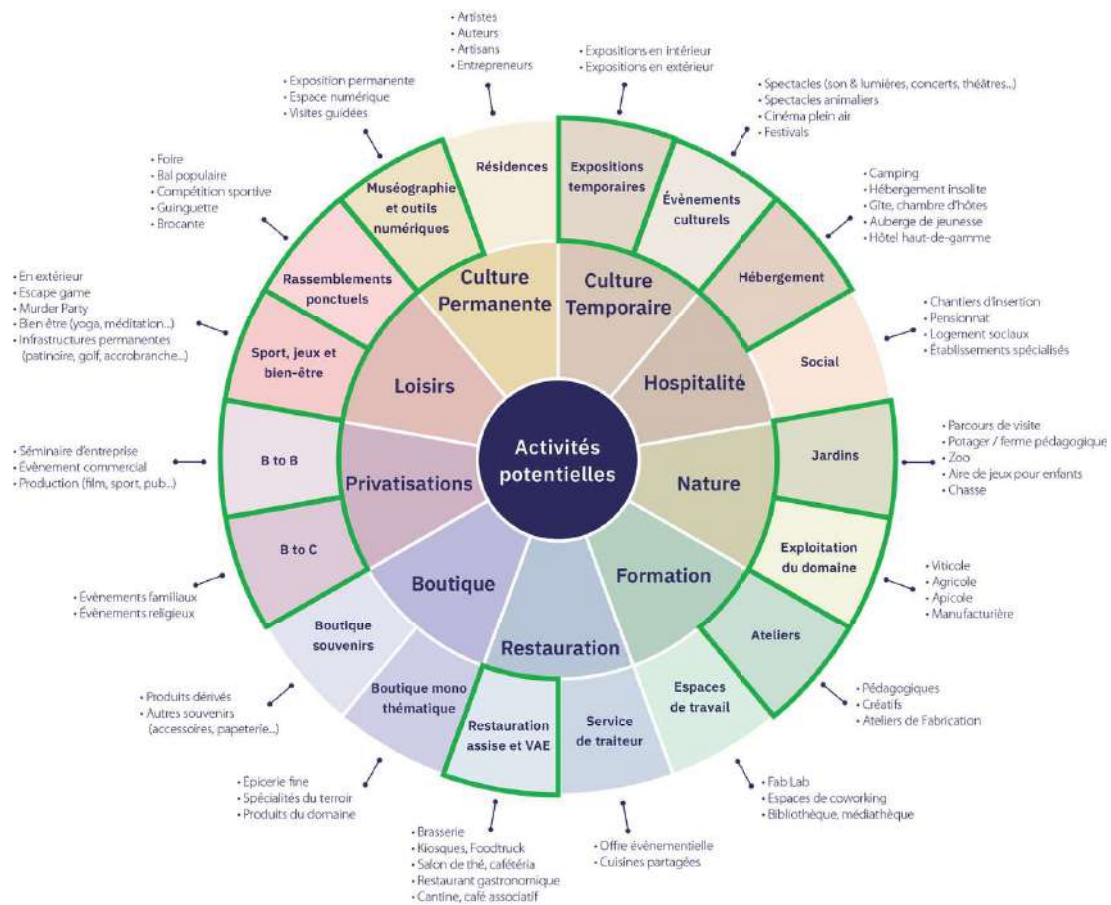 • Artistes
• Auteurs
• Artisans
• Entrepreneurs
• Expositions en intérieur
• Expositions en extérieur
• Exposition permanente
• Espace numérique
• Visites guidées
• Spectacles (son & lumières, concerts, théâtres...)
• Spectacles animaliers
• Cinéma plein air
• Festivals
• Foire
• Bal populaire
• Compétition sportive
• Guinguette
• Brocante
• Camping
• Hébergement insolite
• Gîte, chambre d'hôtes
• Auberge de jeunesse
• Hôtel haut-de-gamme
• En extérieur
• Escape game
• Murder Party
• Bien être (yoga, méditation...)
• Infrastructures permanentes
(patinoire, golf, accrobranche...)
• Chantiers d'insertion
• Pensionnat
• Logement sociaux
• Établissements spécialisés
• Séminaire d'entreprise
• Évènement commercial
• Production (film, sport, pub...)
• Parcours de visite
• Potager / ferme pédagogique
• Zoo
• Aire de jeux pour enfants
• Chasse
• Évènements familiaux
• Évènements religieux
• Viticole
• Agricole
• Apicole
• Manufacturière
• Produits dérivés
• Autres souvenirs
(accessoires, papeterie...)
• Pédagogiques
• Créatifs
• Ateliers de Fabrication
• Épicerie fine
• Spécialités du terroir
• Produits du domaine
• Fab Lab
• Espaces de coworking
• Bibliothèque, médiathèque
• Brasserie
• Kiosques, Foodtruck
• Salon de thé, cafétéria
• Restaurant gastronomique
• Cantine, café associatif
• Offre évènementielle
• Cuisines partagées
Résidences
Expositions
temporaires
Muséographie
et outils
numériques
Évènements
culturels
Rassemblements
ponctuels
Hébergement
Sport, jeux et
bien-être
Social
B to B
Jardins
B to C
Exploitation
du domaine
Boutique
souvenirs
Ateliers
Boutique mono
thématique
Espaces
de travail
Restauration
assise et VAE
Service
de traiteur
Culture
Permanente
Culture
Temporaire
Loisirs
Hospitalité
Privatisations
Nature
Boutique
Formation
Restauration
Activités
potentielles